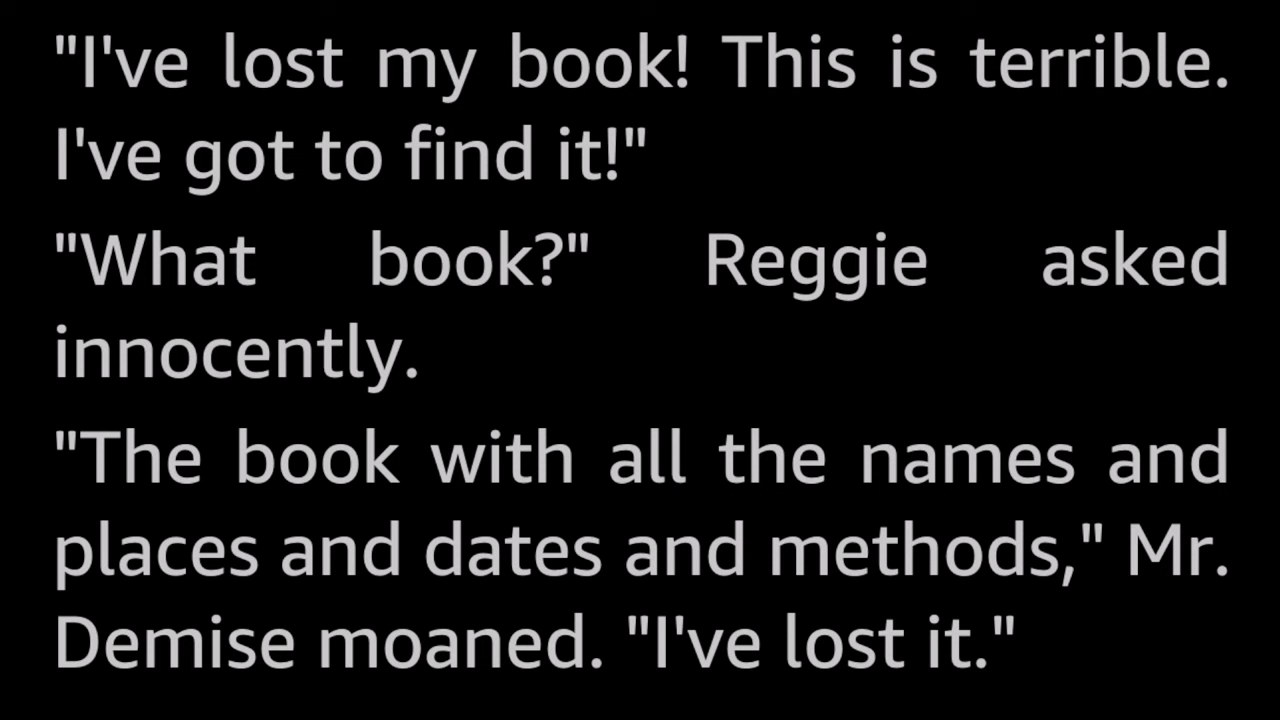 "I've lost my book! This is terrible.
I've got to find it!"
"What book?" Reggie asked
innocently.
"The book with all the names and
places and dates and methods," Mr.
Demise moaned. "I've lost it."